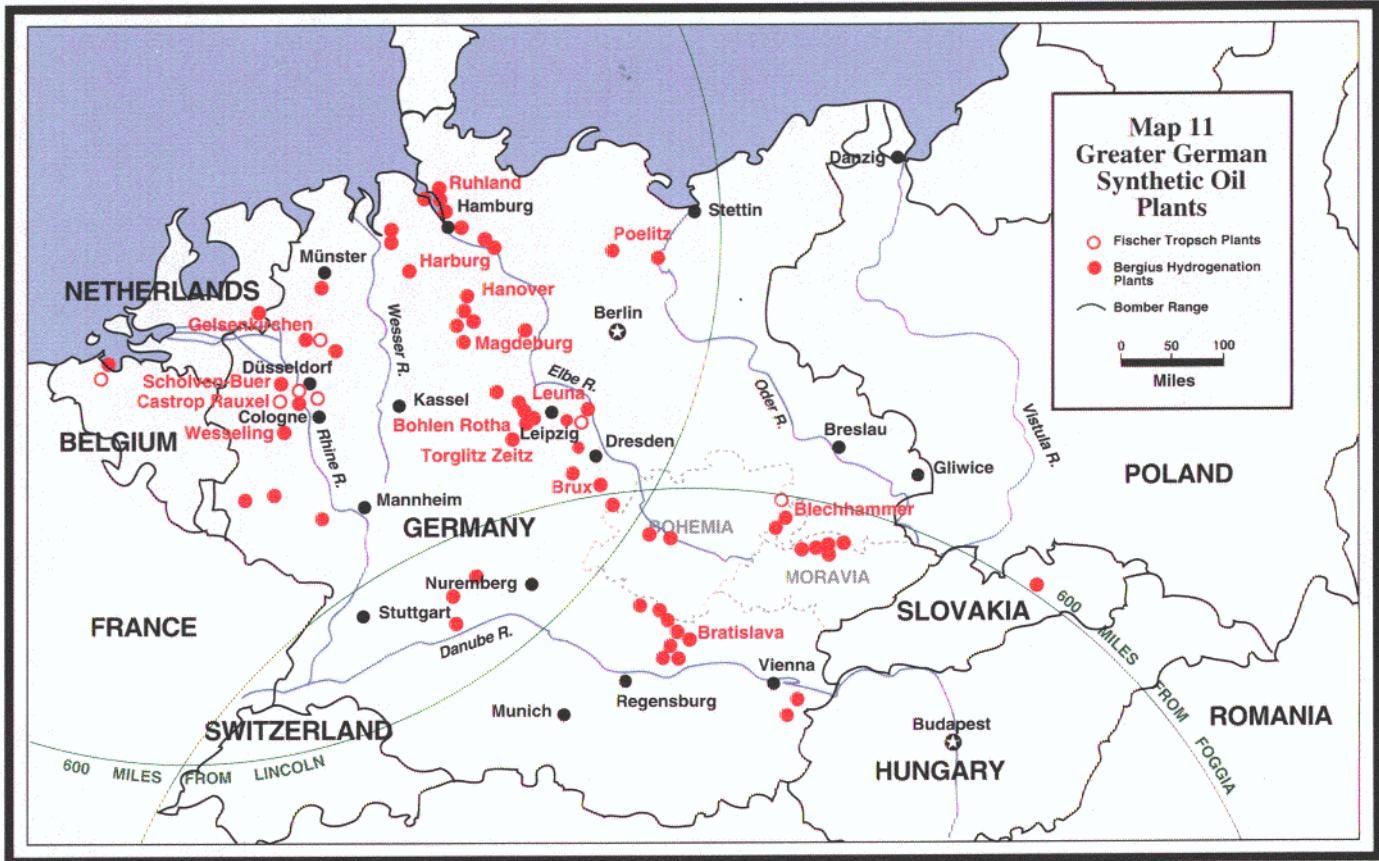 Map 11
Greater German
Synthetic Oil
Plants
Fischer Tropsch Plants
Bergius Hydrogenation
Plants
Bomber Range
0 50 100
Miles
Danzig
Ruhland
Hamburg
Stettin
Poelitz
Münster
Harburg
NETHERLANDS
Hanover
Wesser R.
Berlin
Gelsenkirchen
Magdeburg
Düsseldorf
Scholven-Buer
Elbe R.
Castrop Rauxel
Kassel
Leuna
Oder R.
Vistula R.
Cologne
Bohlen Rotha
BELGIUM
Wesseling
Leipzig
Breslau
Rhine R.
Torglitz Zeitz
Dresden
Gliwice
POLAND
Brux
Mannheim
GERMANY
BOHEMIA
Blechhammer
MORAVIA
Nuremberg
SLOVAKIA
FRANCE
Stuttgart
Danube R.
Bratislava
Vienna
Regensburg
Munich
SWITZERLAND
Budapest
ROMANIA
HUNGARY
600 MILES FROM LINCOLN
600 MILES FROM FOGGIA